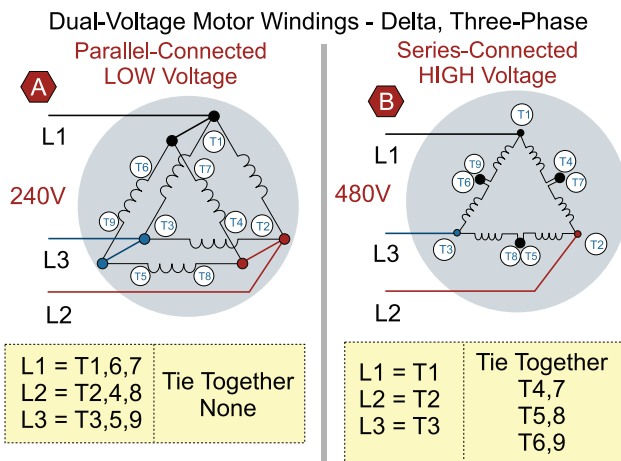 Dual-Voltage Motor Windings - Delta, Three-Phase
Parallel-Connected
LOW Voltage
A
L1
T1
T6
T7
240V
T9
T3
T4
T2
L3
T5
T8
L2
L1 = T1,6,7
L2 = T2,4,8
L3 = T3,5,9
Tie Together
None
Series-Connected
HIGH Voltage
B
T1
L1
T9
T4
T6
T7
480V
L3
T3
T8
T5
T2
L2
L1 = T1
L2 = T2
L3 = T3
Tie Together
T4,7
T5,8
T6,9